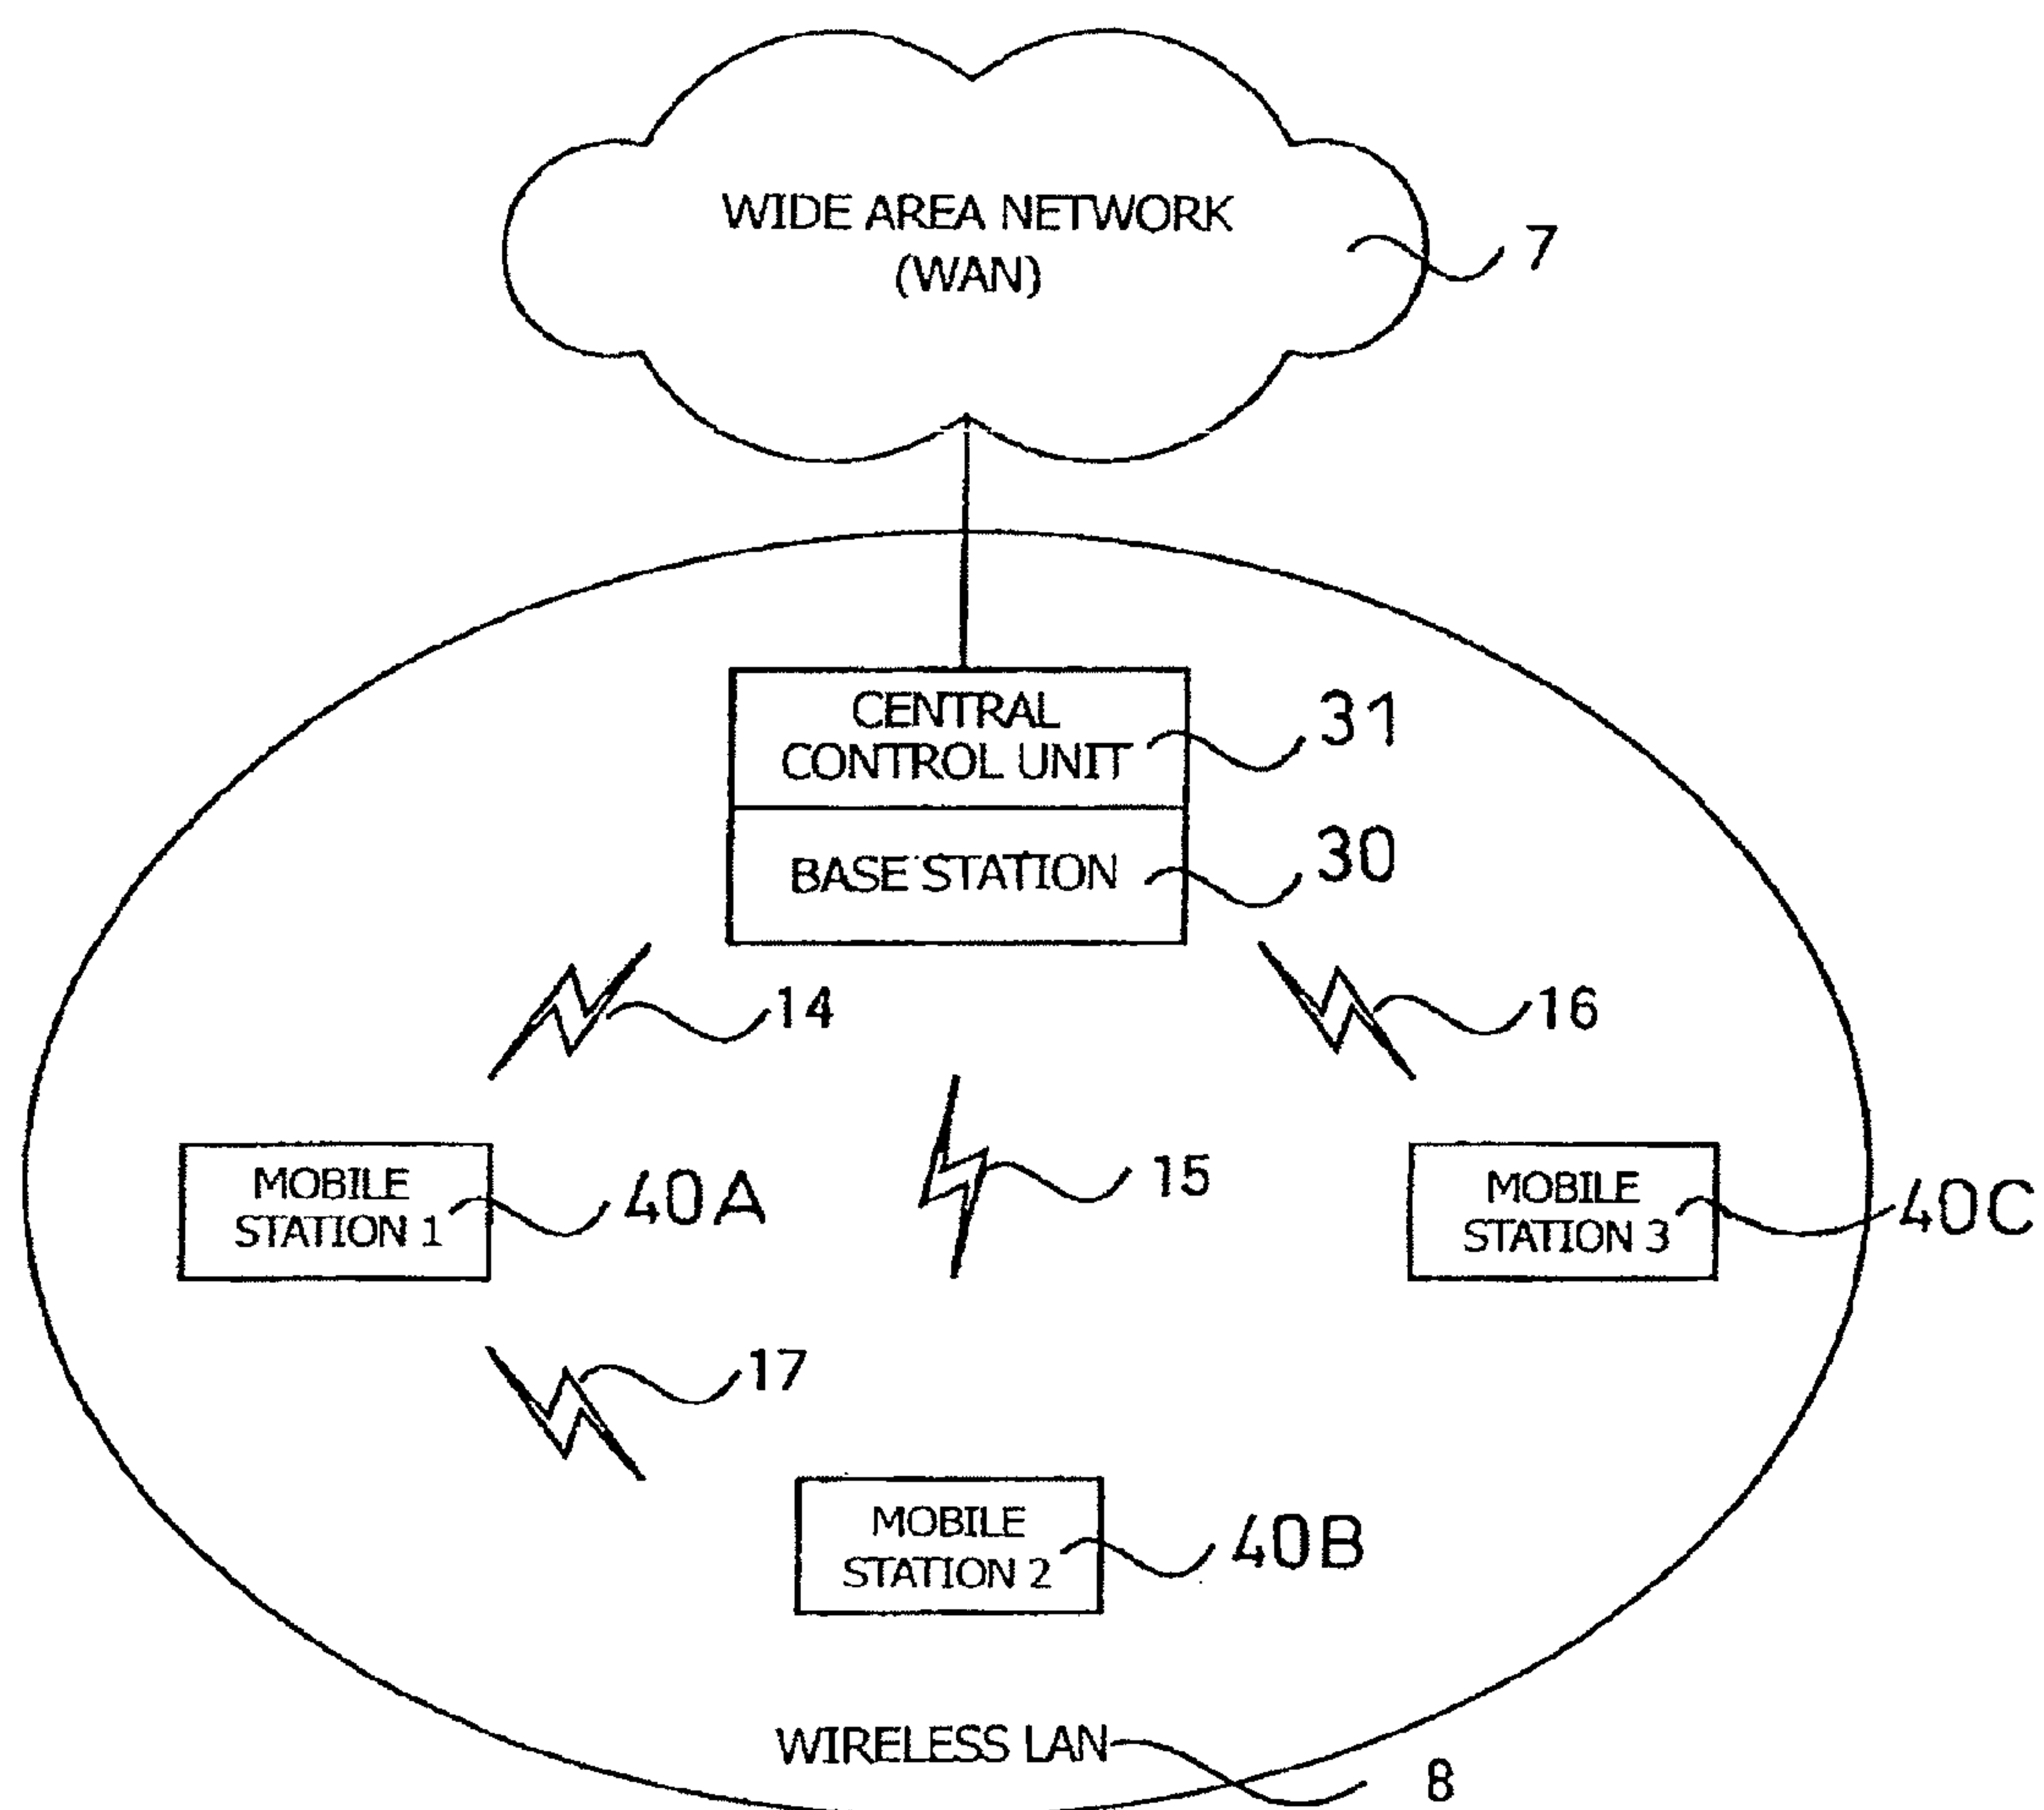 WIDE AREA NETWORK
(WAN)
7
CENTRAL
CONTROL UNIT
31
BASE STATION
30
14
16
15
MOBILE
STATION 1
40A
MOBILE
STATION 3
40C
17
MOBILE
STATION 2
40B
WIRELESS LAN
8